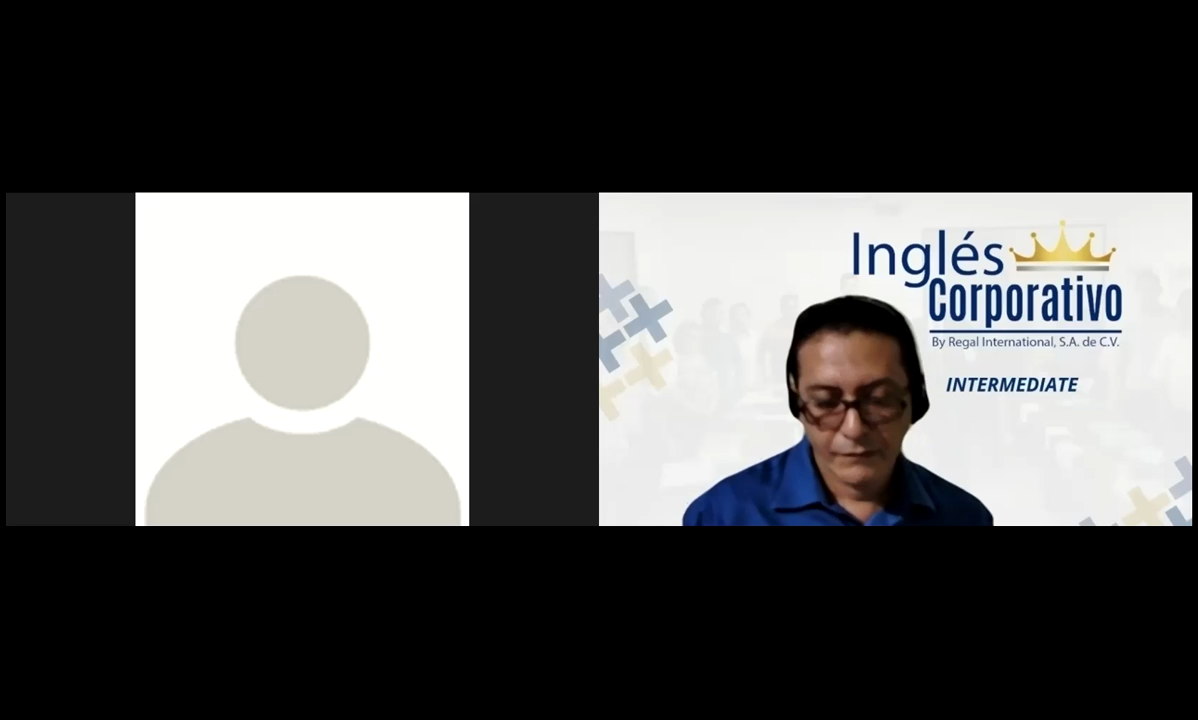 Inglés
Corporativo
By Regal International, S.A. de C.V.
INTERMEDIATE